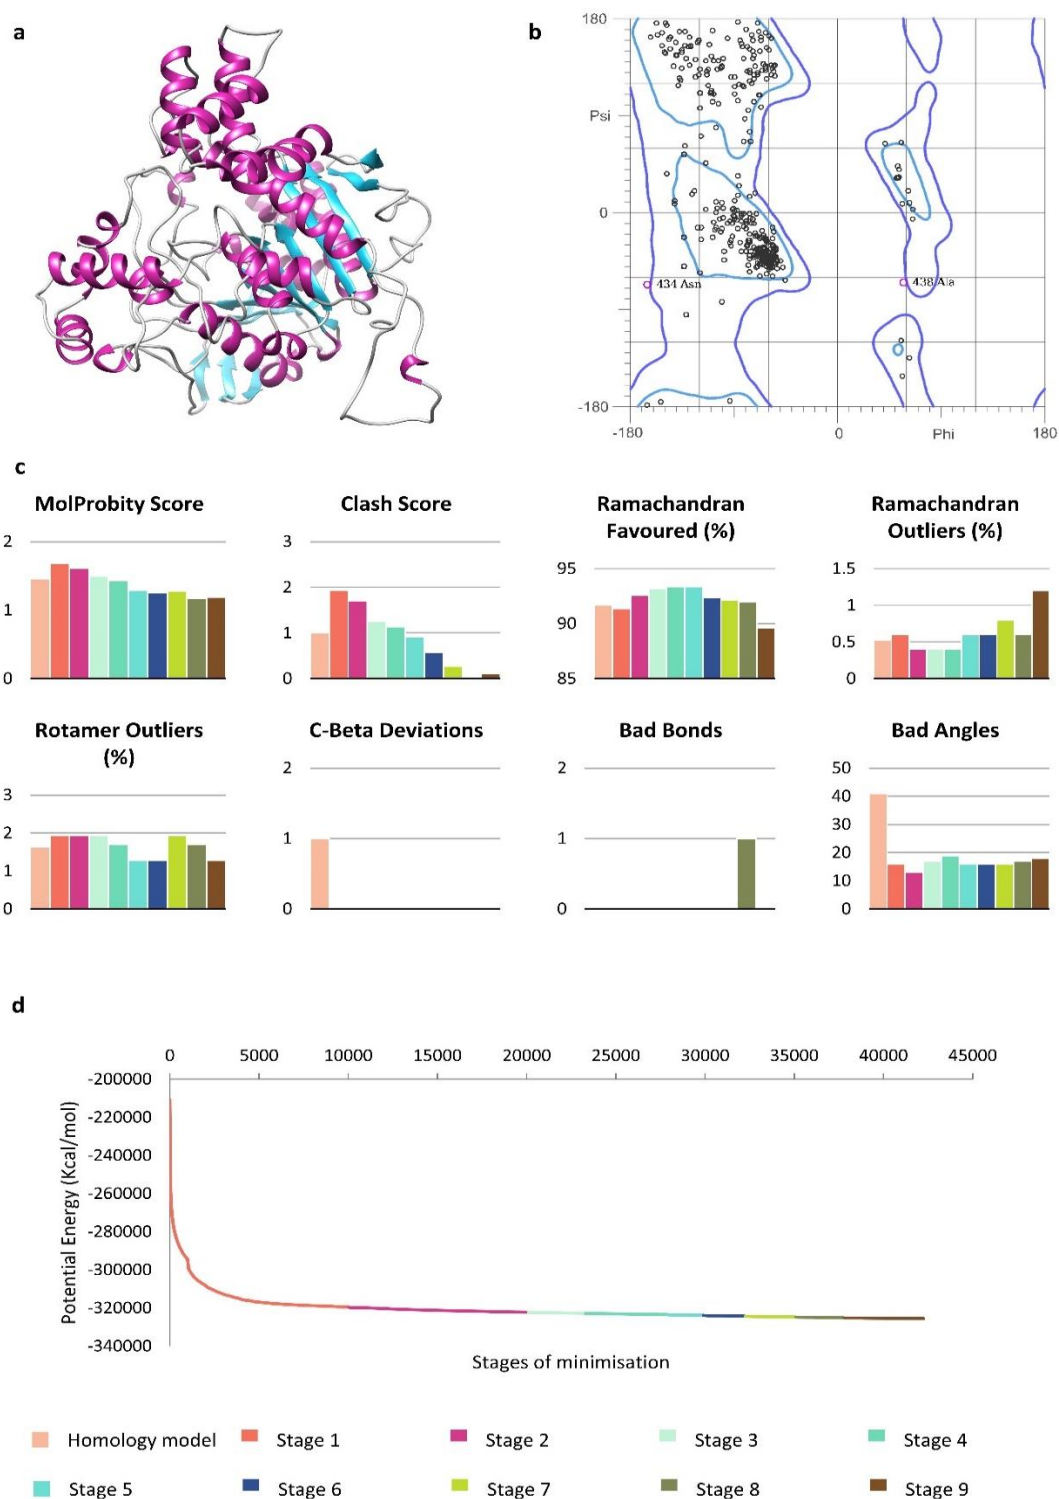 a
b
180
Psi
0
-180
434 Asn
438 Ala
-180
0
Phi
180
c
MolProbity Score
2
1
0
Clash Score
3
2
1
0
Ramachandran
Favoured (%)
95
90
85
Ramachandran
Outliers (%)
1.5
1
0.5
0
Rotamer Outliers
(%)
3
2
1
0
C-Beta Deviations
2
1
0
Bad Bonds
2
1
0
Bad Angles
50
40
30
20
10
0
d
0 5000 10000 15000 20000 25000 30000 35000 40000 45000
-200000
-220000
-240000
-260000
-280000
-300000
-320000
-340000
Potential Energy (Kcal/mol)
Stages of minimisation
Homology model Stage 1 Stage 2 Stage 3 Stage 4
Stage 5 Stage 6 Stage 7 Stage 8 Stage 9